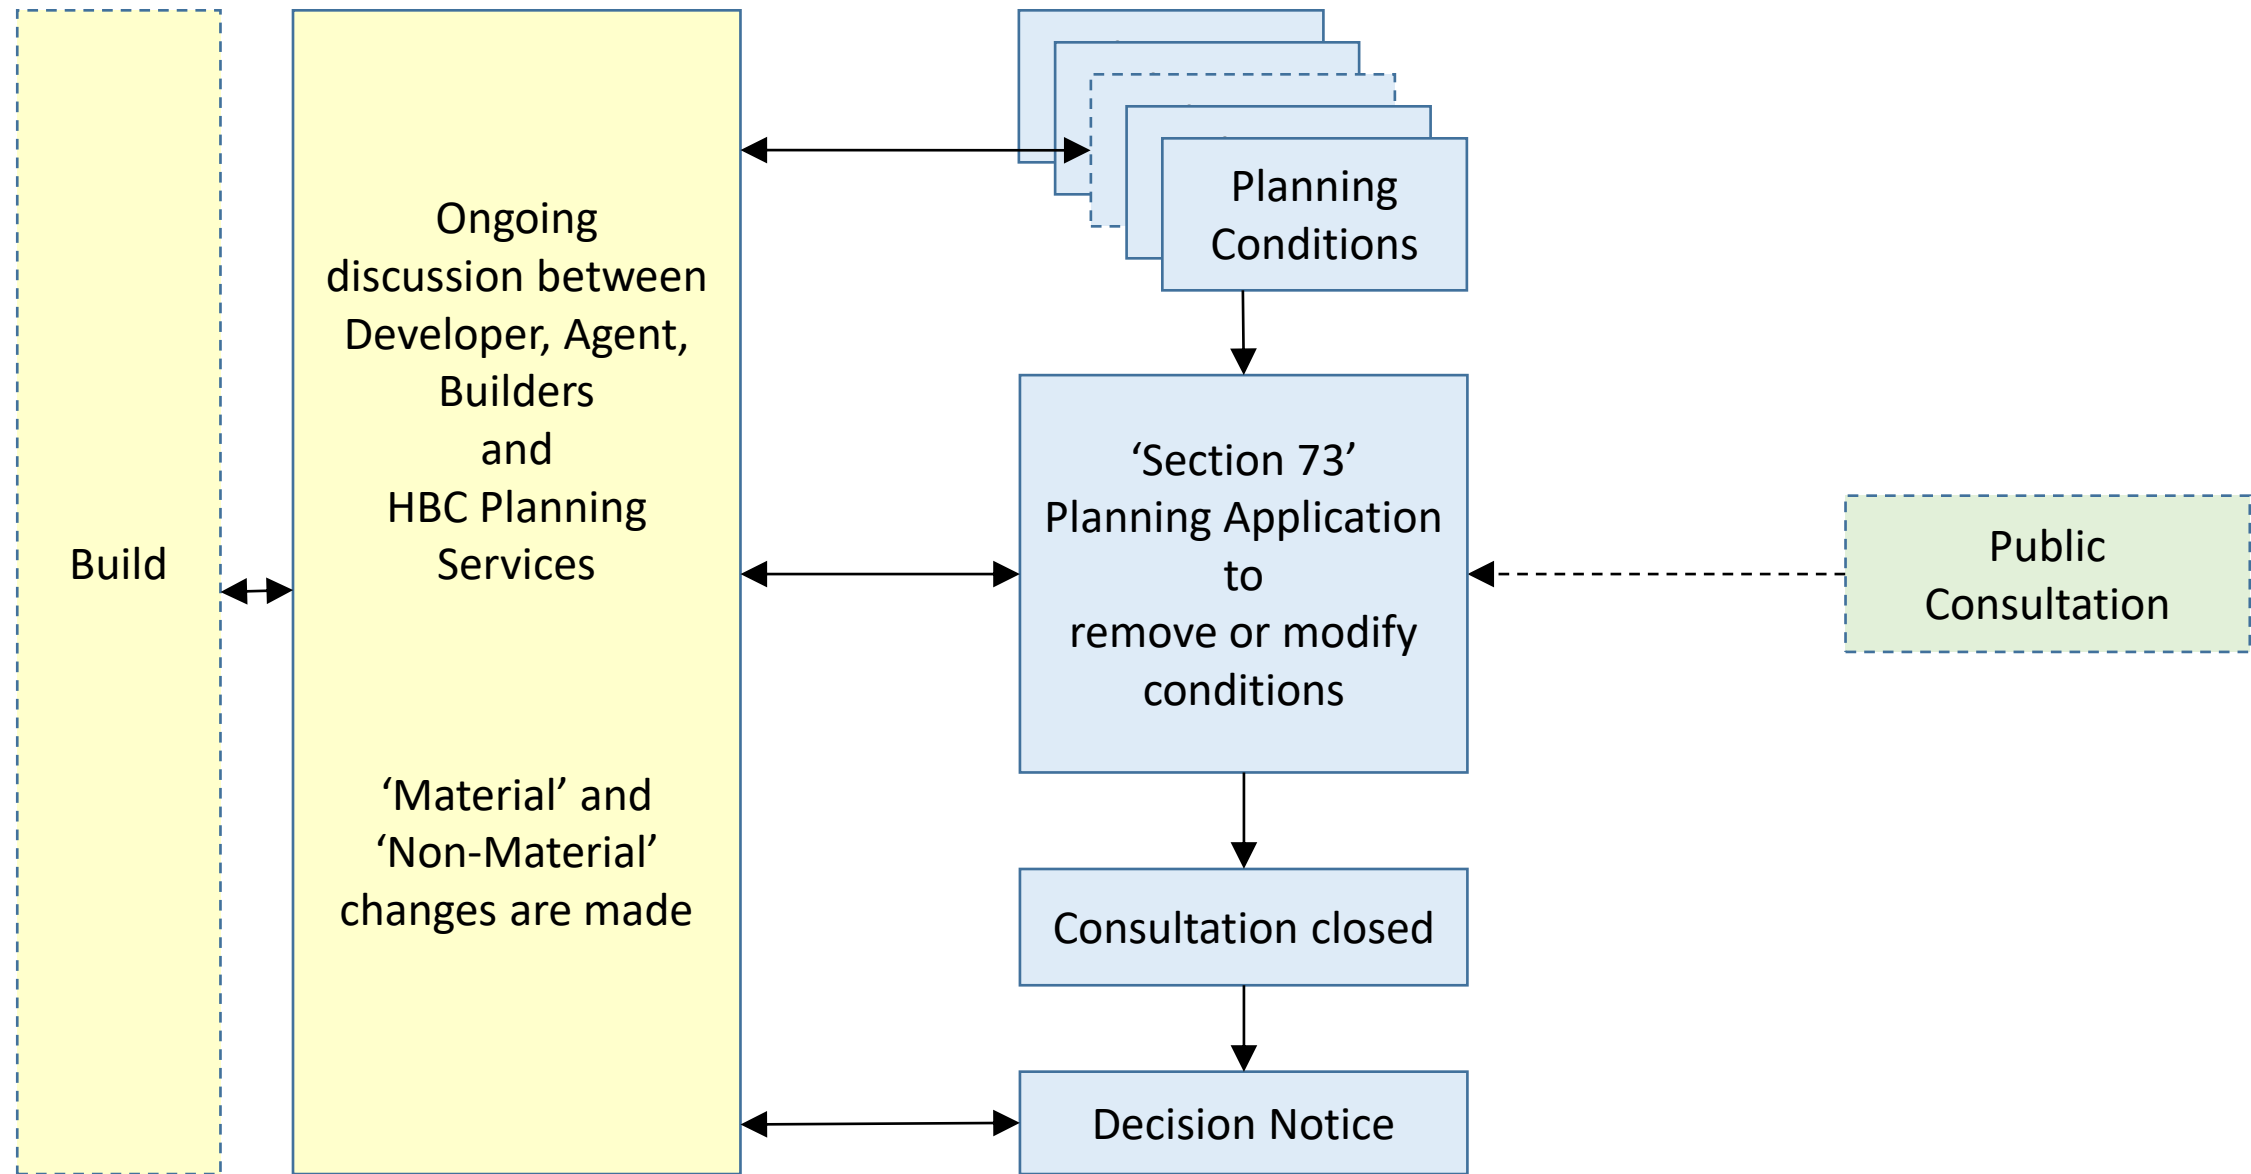 Build
Ongoing
discussion between
Developer, Agent,
Builders
and
HBC Planning
Services
‘Material’ and
‘Non-Material’
changes are made
Planning
Conditions
‘Section 73’
Planning Application
to
remove or modify
conditions
Public
Consultation
Consultation closed
Decision Notice